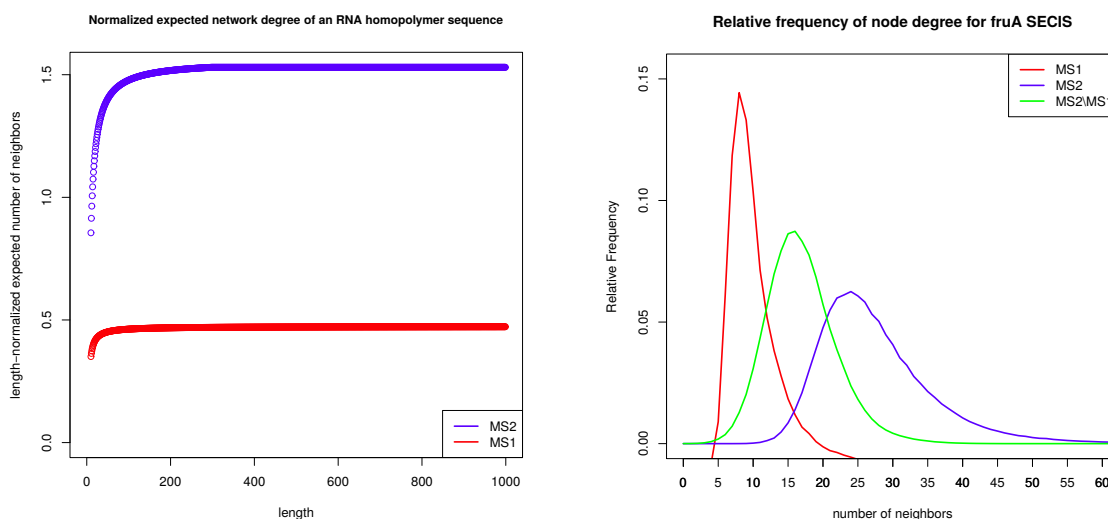 Normalized expected network degree of an RNA homopolymer sequence
length−normalized expected number of neighbors
1.5
1.0
0.5
0.0
MS2
MS1
0 200 400 600 800 1000
length
Relative frequency of node degree for fruA SECIS
Relative Frequency
0.15
0.10
0.05
0.00
MS1
MS2
MS2\MS1
0 5 10 15 20 25 30 35 40 45 50 55 60
number of neighbors